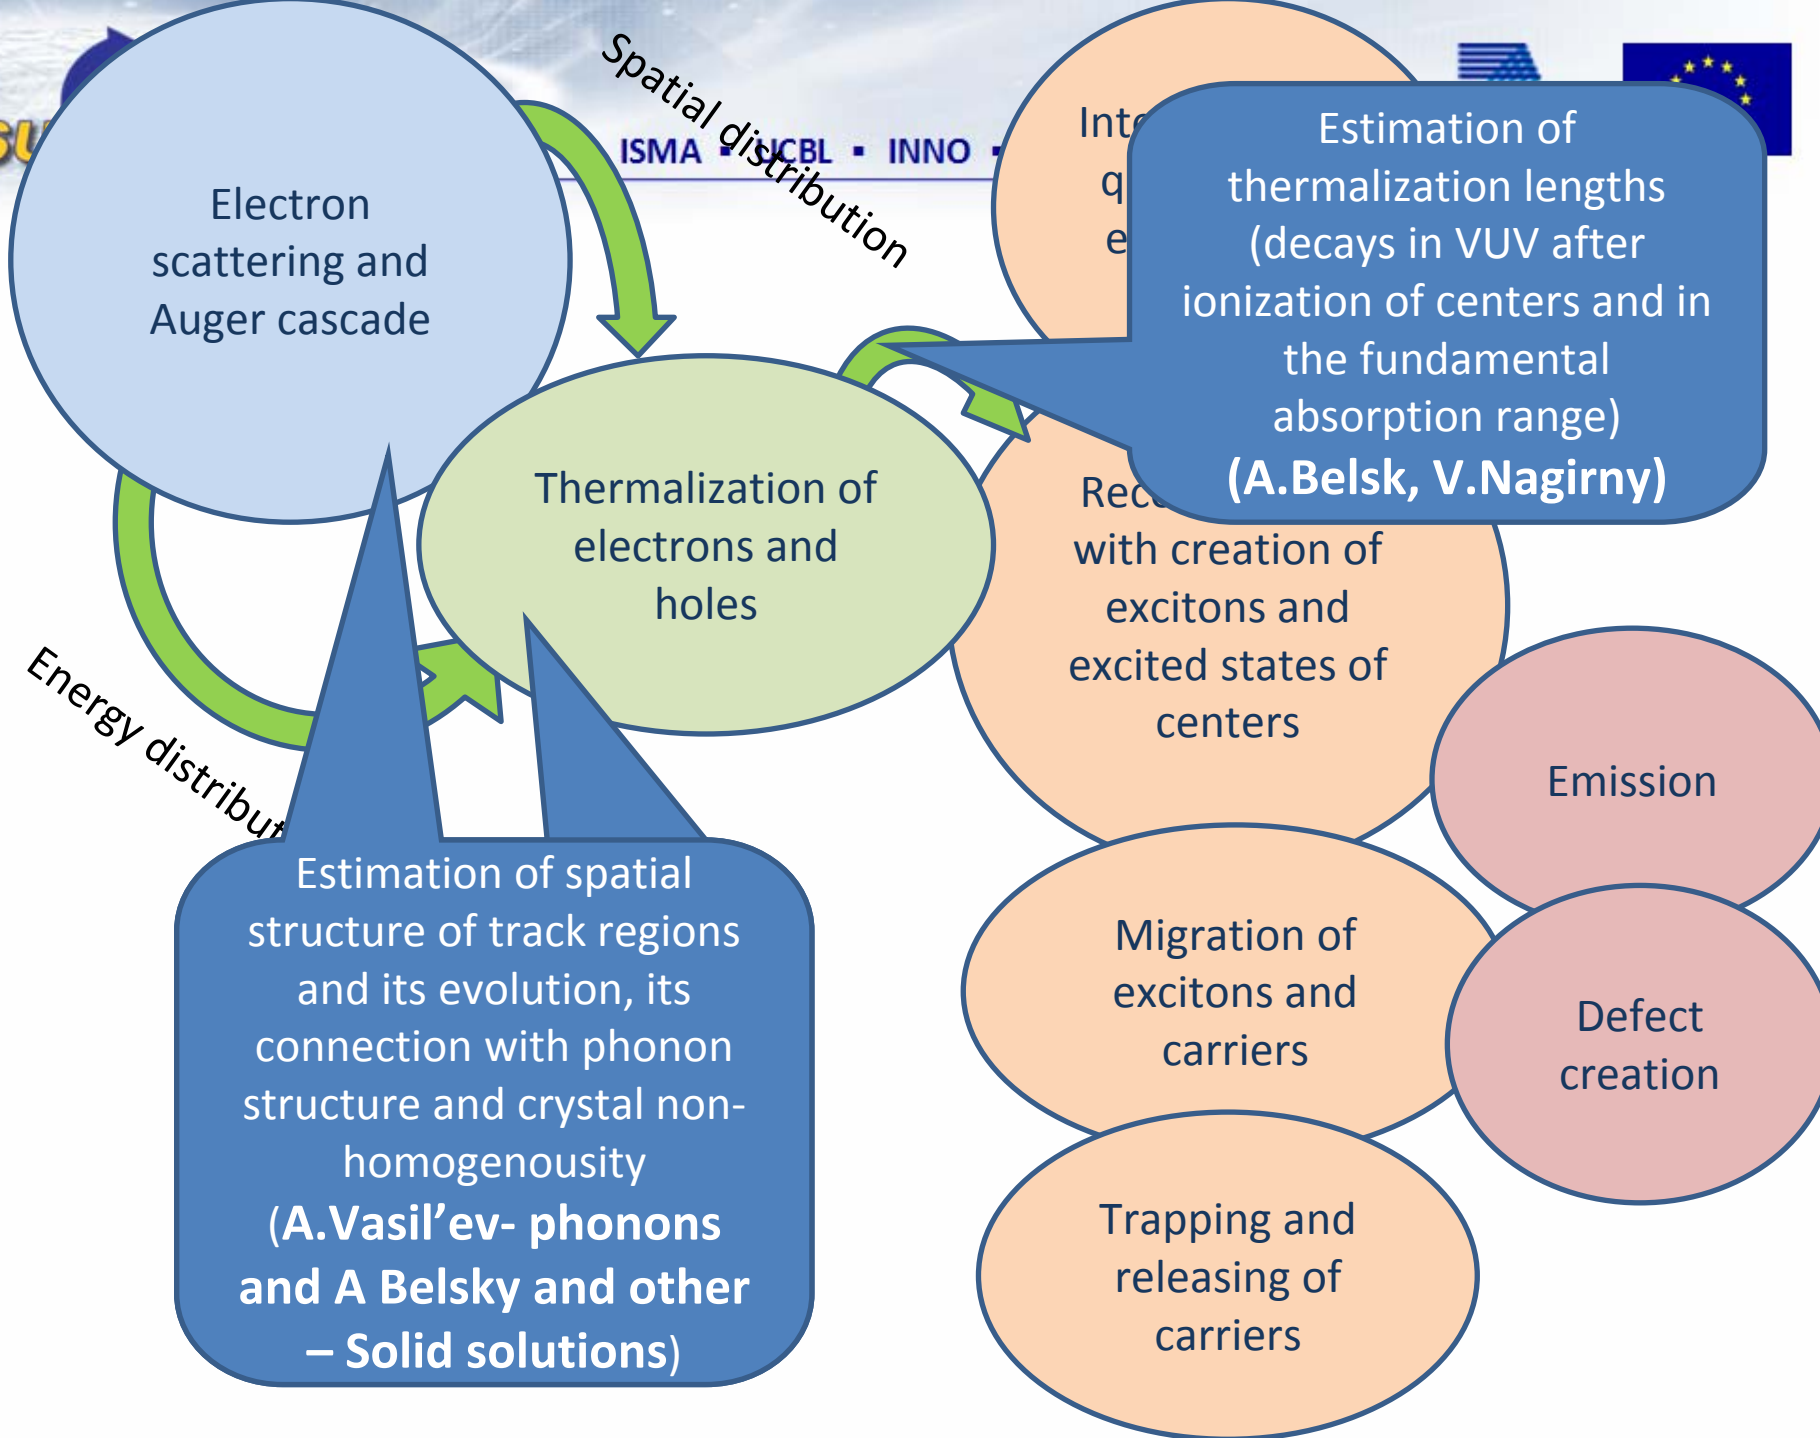 Spatial distribution
ISMA ▪ UCBL ▪ INNO ▪
Electron
scattering and
Auger cascade
Estimation of
thermalization lengths
(decays in VUV after
ionization of centers and in
the fundamental
absorption range)
(A.Belsk, V.Nagirny)
Thermalization of
electrons and
holes
with creation of
excitons and
excited states of
centers
Energy
Emission
Estimation of spatial
structure of track regions
and its evolution, its
connection with phonon
structure and crystal non-
homogenousity
(A.Vasil’ev- phonons
and A Belsky and other
– Solid solutions)
Migration of
excitons and
carriers
Defect
creation
Trapping and
releasing of
carriers